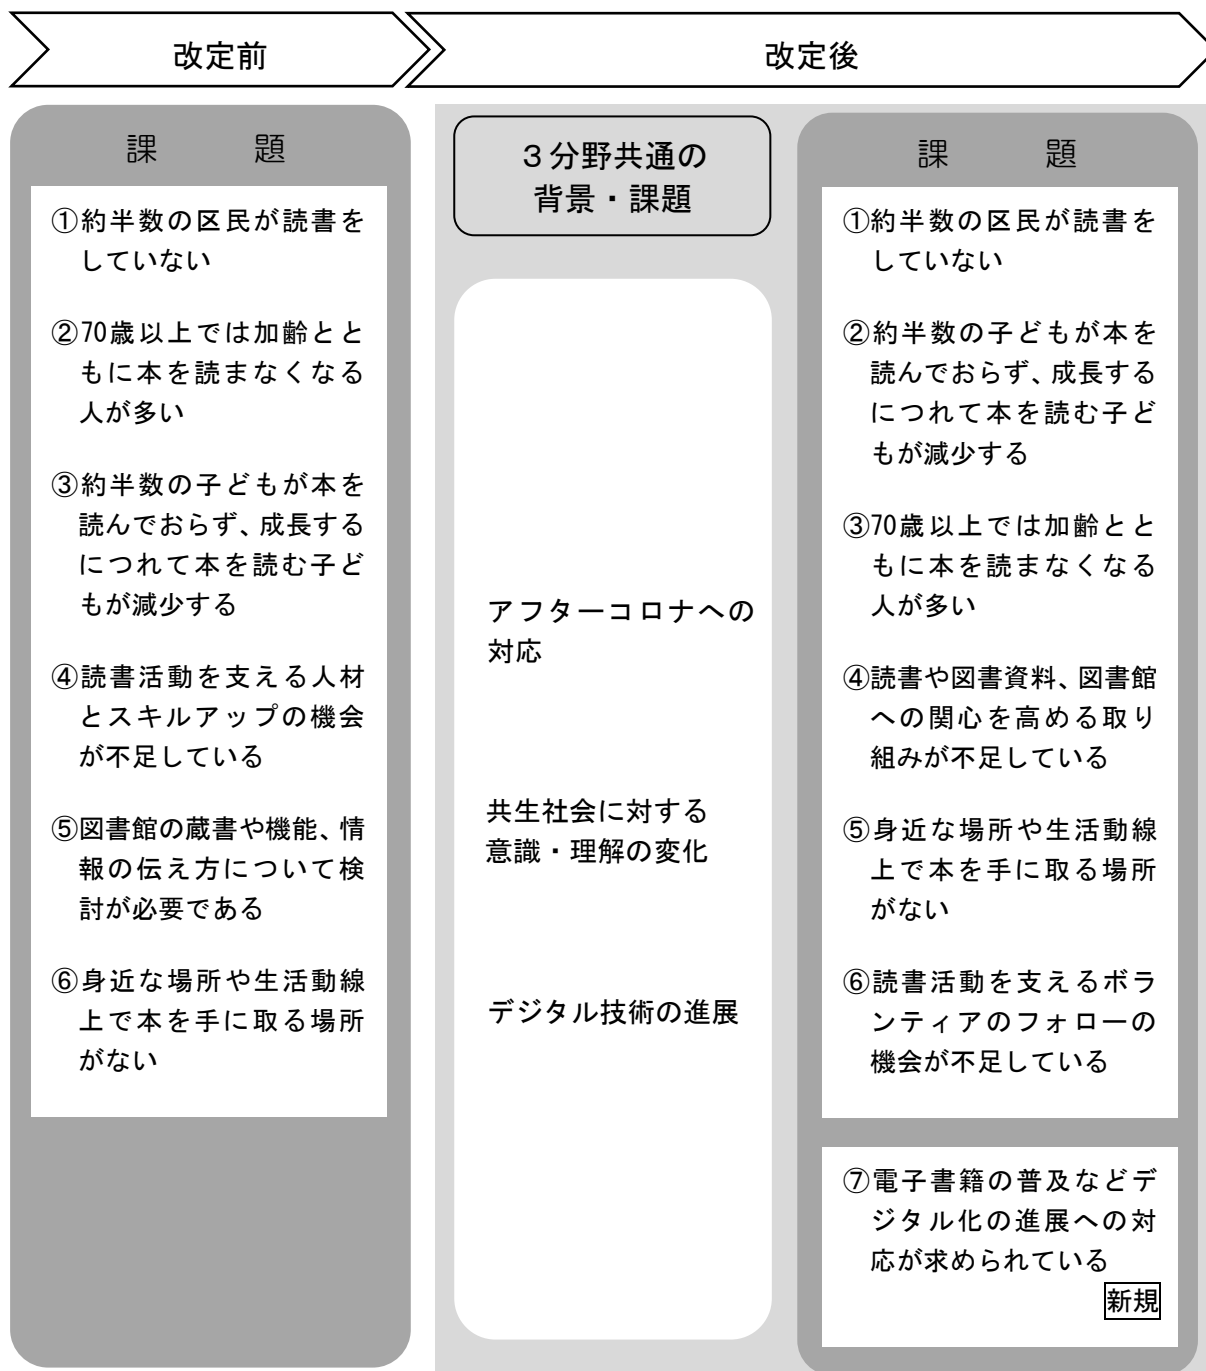 改定前
改定後
課　題
①約半数の区民が読書を
していない
②70歳以上では加齢とと
もに本を読まなくなる
人が多い
③約半数の子どもが本を
読んでおらず、成長する
につれて本を読む子ど
もが減少する
④読書活動を支える人材
とスキルアップの機会
が不足している
⑤図書館の蔵書や機能、情
報の伝え方について検
討が必要である
⑥身近な場所や生活動線
上で本を手に取る場所
がない
３分野共通の
背景・課題
アフターコロナへの
対応
共生社会に対する
意識・理解の変化
デジタル技術の進展
課　題
①約半数の区民が読書を
していない
②約半数の子どもが本を
読んでおらず、成長する
につれて本を読む子ど
もが減少する
③70歳以上では加齢とと
もに本を読まなくなる
人が多い
④読書や図書資料、図書館
への関心を高める取り
組みが不足している
⑤身近な場所や生活動線
上で本を手に取る場所
がない
⑥読書活動を支えるボラ
ンティアのフォローの
機会が不足している
⑦電子書籍の普及などデ
ジタル化の進展への対
応が求められている
新規